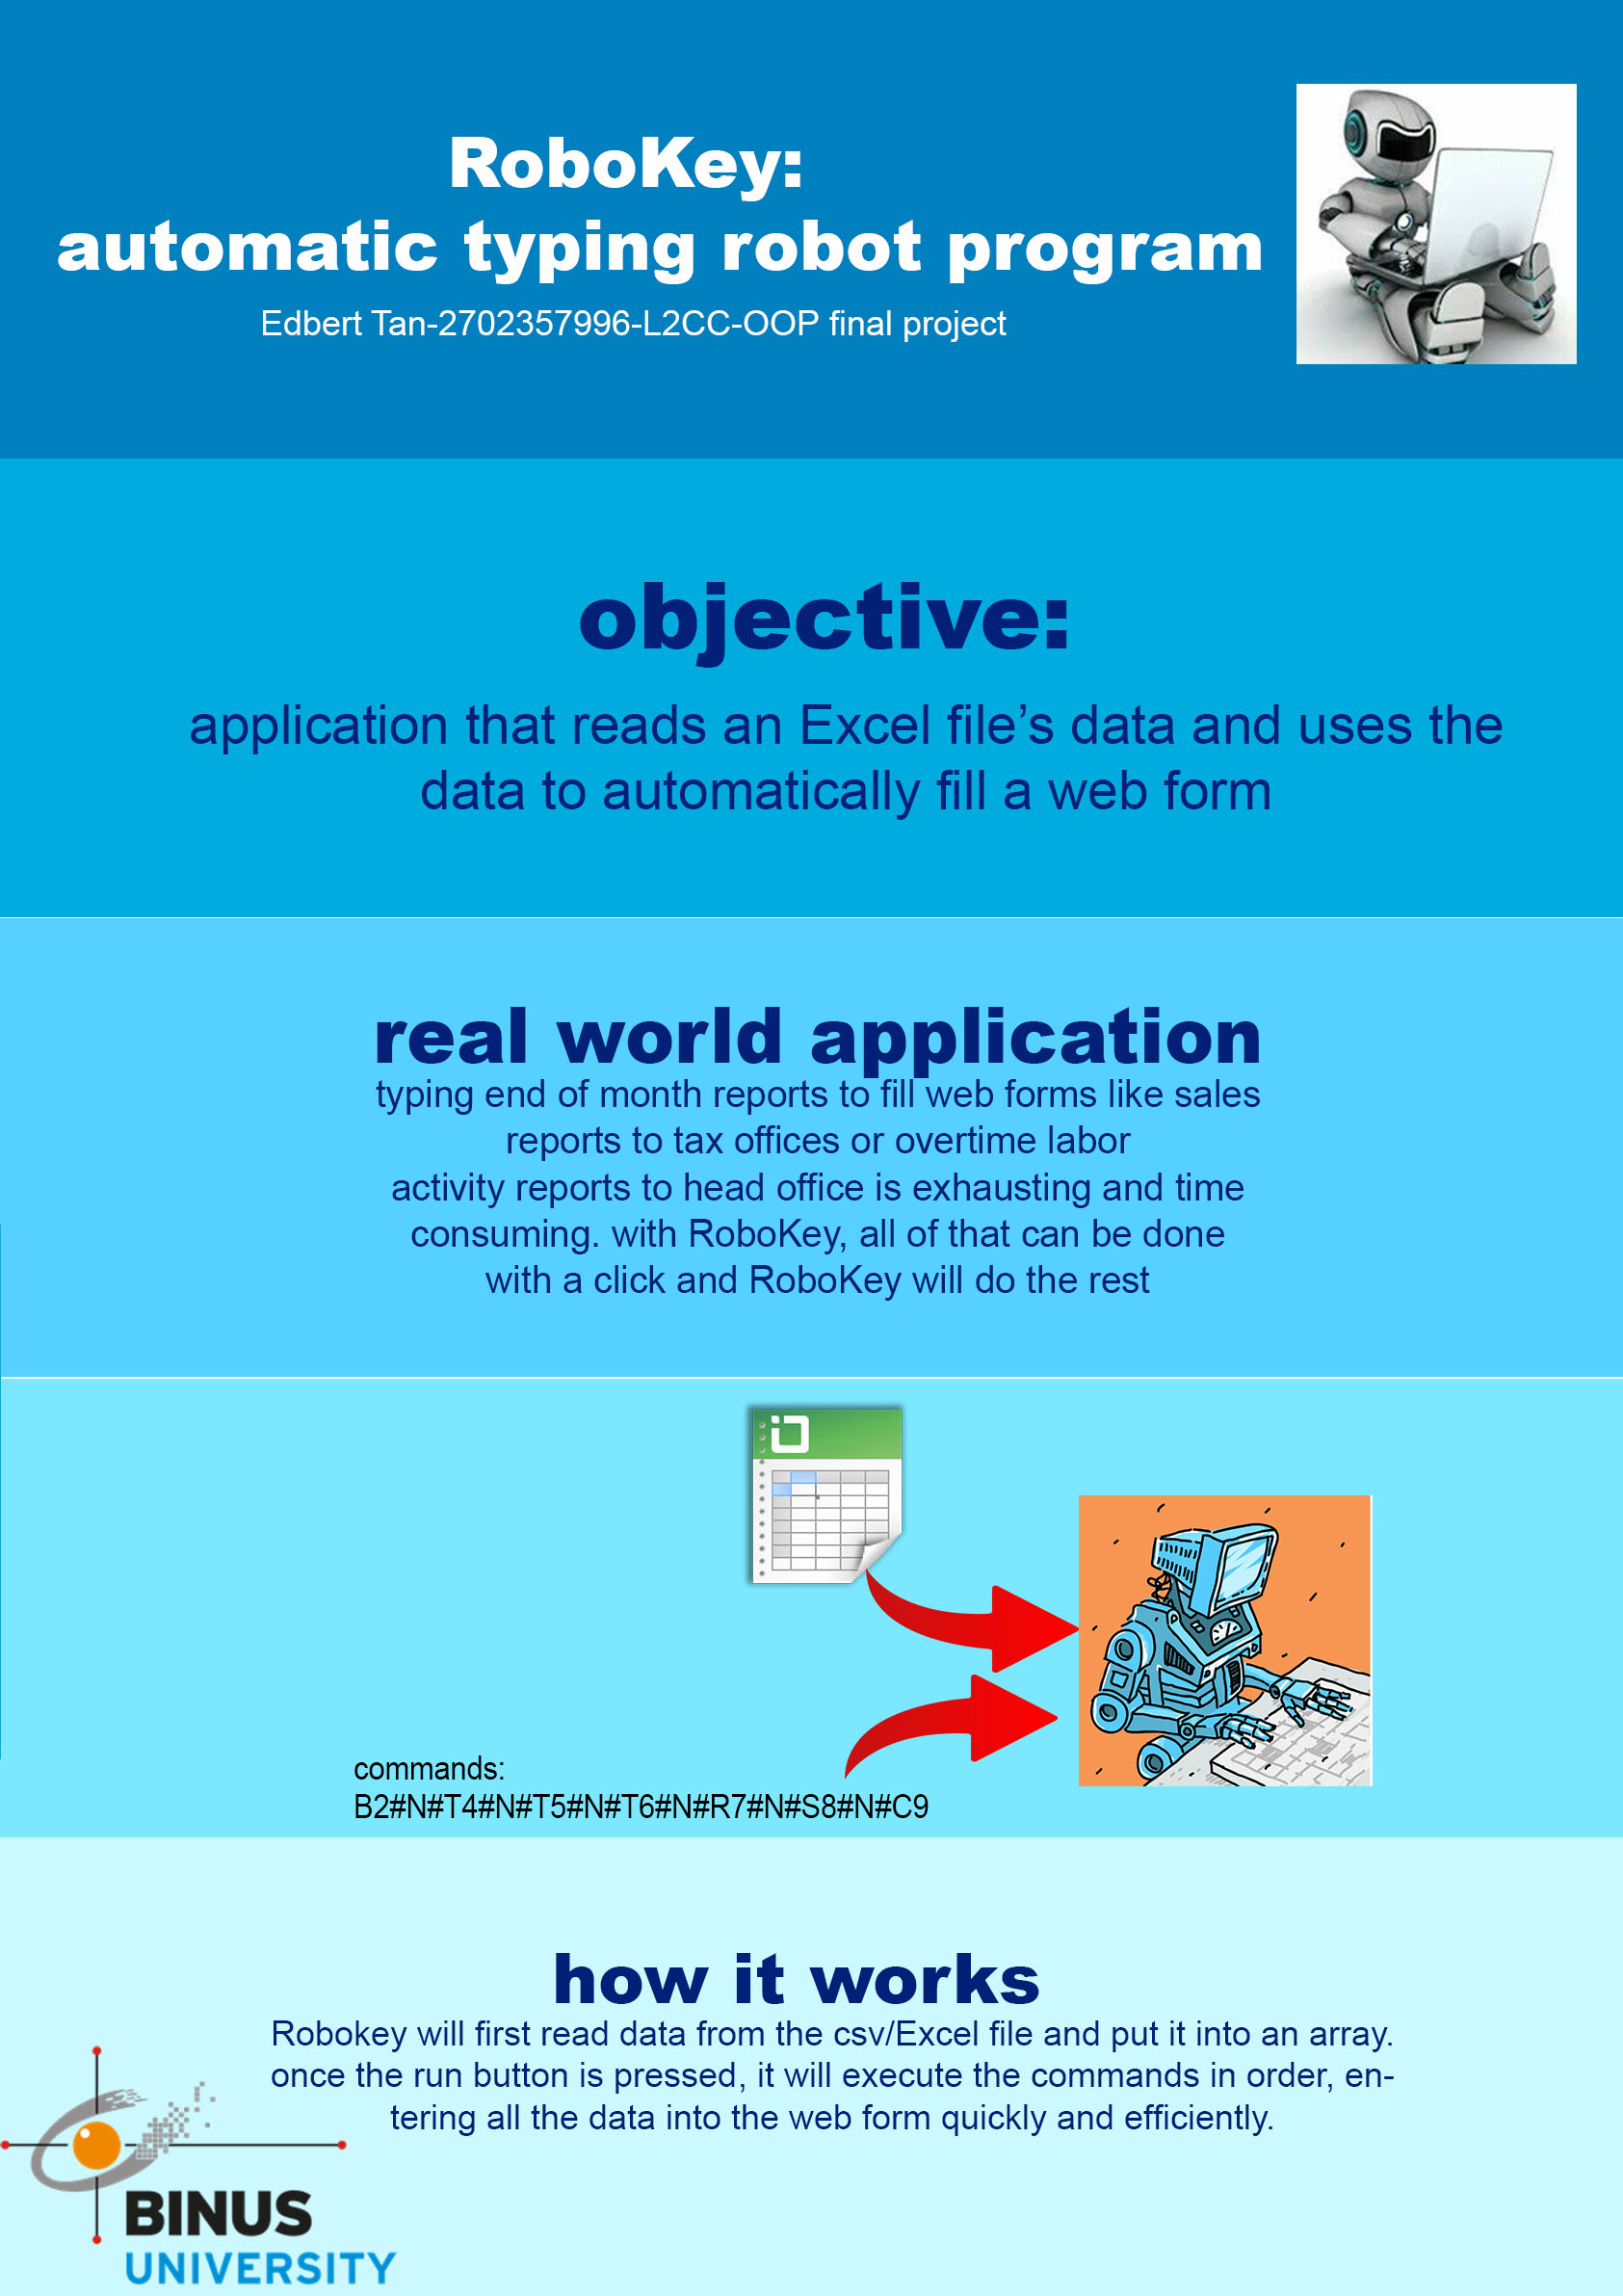 RoboKey:
automatic typing robot program
Edbert Tan-2702357996-L2CC-OOP final project
objective:
application that reads an Excel file’s data and uses the
data to automatically fill a web form
real world application
typing end of month reports to fill web forms like sales
reports to tax offices or overtime labor
activity reports to head office is exhausting and time
consuming. with RoboKey, all of that can be done
with a click and RoboKey will do the rest
commands:
B2#N#T4#N#T5#N#T6#N#R7#N#S8#N#C9
how it works
Robokey will first read data from the csv/Excel file and put it into an array.
once the run button is pressed, it will execute the commands in order, en-
tering all the data into the web form quickly and efficiently.
BINUS
UNIVERSITY